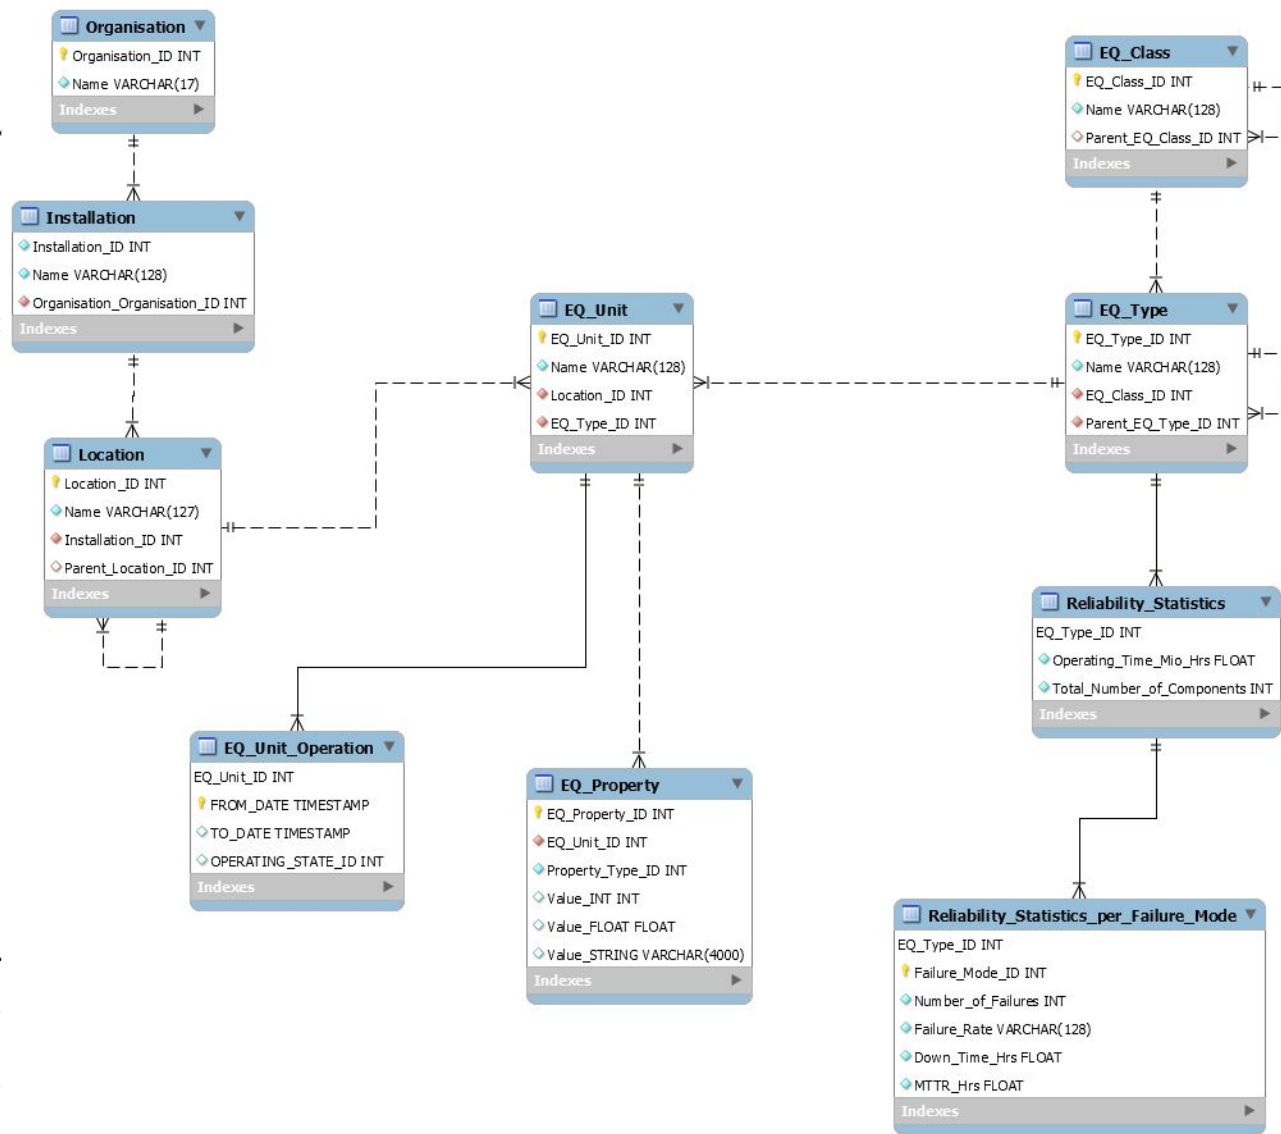 Organisation
Organisation_ID INT
Name VARCHAR(17)
Indexes
Installation
Installation_ID INT
Name VARCHAR(128)
Organisation_Organisation_ID INT
Indexes
Location
Location_ID INT
Name VARCHAR(127)
Installation_ID INT
Parent_Location_ID INT
Indexes
EQ_Unit
EQ_Unit_ID INT
Name VARCHAR(128)
Location_ID INT
EQ_Type_ID INT
Indexes
EQ_Class
EQ_Class_ID INT
Name VARCHAR(128)
Parent_EQ_Class_ID INT
Indexes
EQ_Type
EQ_Type_ID INT
Name VARCHAR(128)
EQ_Class_ID INT
Parent_EQ_Type_ID INT
Indexes
EQ_Unit_Operation
EQ_Unit_ID INT
FROM_DATE TIMESTAMP
TO_DATE TIMESTAMP
OPERATING_STATE_ID INT
Indexes
EQ_Property
EQ_Property_ID INT
EQ_Unit_ID INT
Property_Type_ID INT
Value_INT INT
Value_FLOAT FLOAT
Value_STRING VARCHAR(4000)
Indexes
Reliability_Statistics
EQ_Type_ID INT
Operating_Time_Mio_Hrs FLOAT
Total_Number_of_Components INT
Indexes
Reliability_Statistics_per_Failure_Mode
EQ_Type_ID INT
Failure_Mode_ID INT
Number_of_Failures INT
Failure_Rate VARCHAR(128)
Down_Time_Hrs FLOAT
MTTR_Hrs FLOAT
Indexes